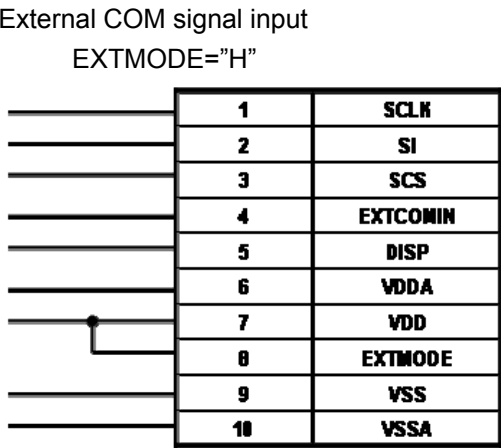 External COM signal input
EXTMODE="H"
1 SCLK
2 SI
3 SCS
4 EXTCOMIN
5 DISP
6 VDDA
7 VDD
8 EXTMODE
9 VSS
10 VSSA